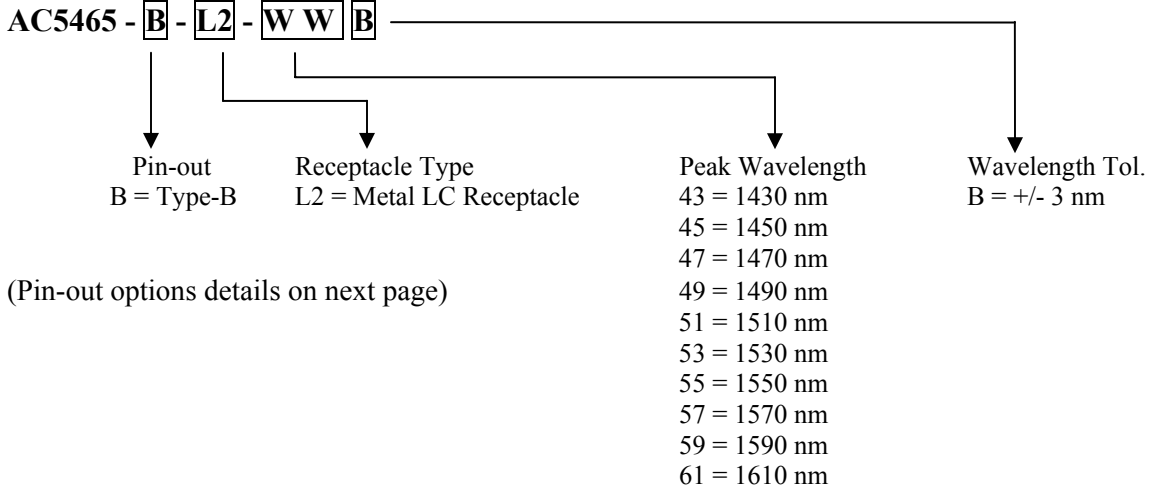 AC5465 - B - L2 - W W B
Pin-out
B = Type-B
Receptacle Type
L2 = Metal LC Receptacle
Peak Wavelength
43 = 1430 nm
45 = 1450 nm
47 = 1470 nm
49 = 1490 nm
51 = 1510 nm
53 = 1530 nm
55 = 1550 nm
57 = 1570 nm
59 = 1590 nm
61 = 1610 nm
Wavelength Tol.
B = +/- 3 nm
(Pin-out options details on next page)